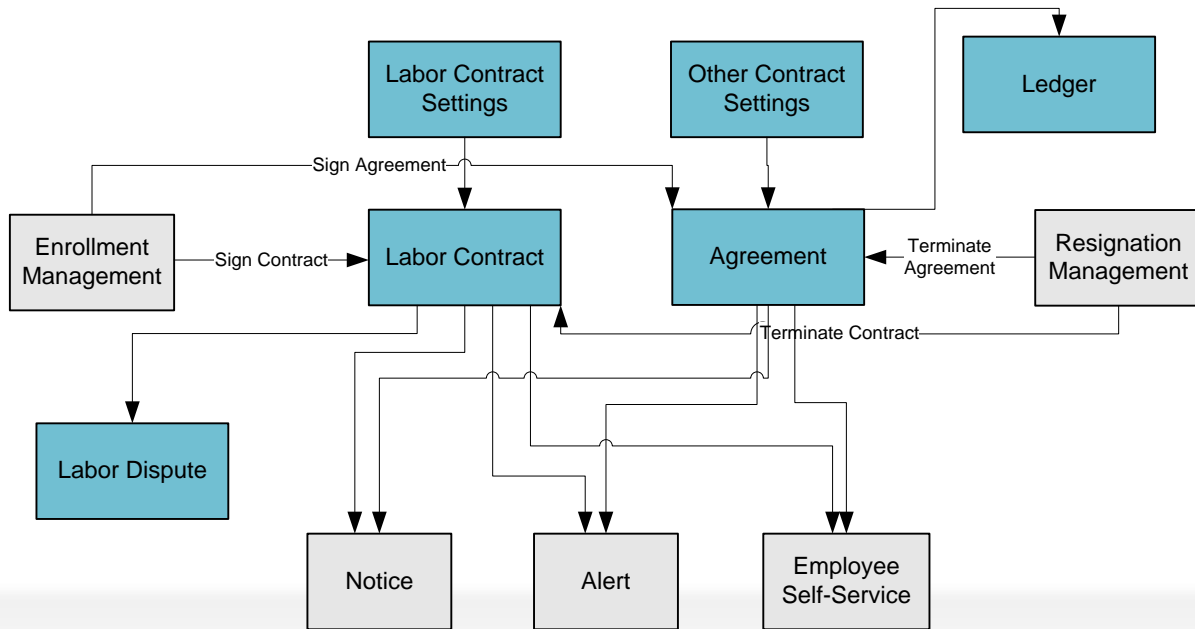 Labor Contract
Settings
Other Contract
Settings
Ledger
Sign Agreement
Enrollment
Management
Sign Contract
Labor Contract
Agreement
Terminate
Agreement
Resignation
Management
Terminate Contract
Labor Dispute
Notice
Alert
Employee
Self-Service